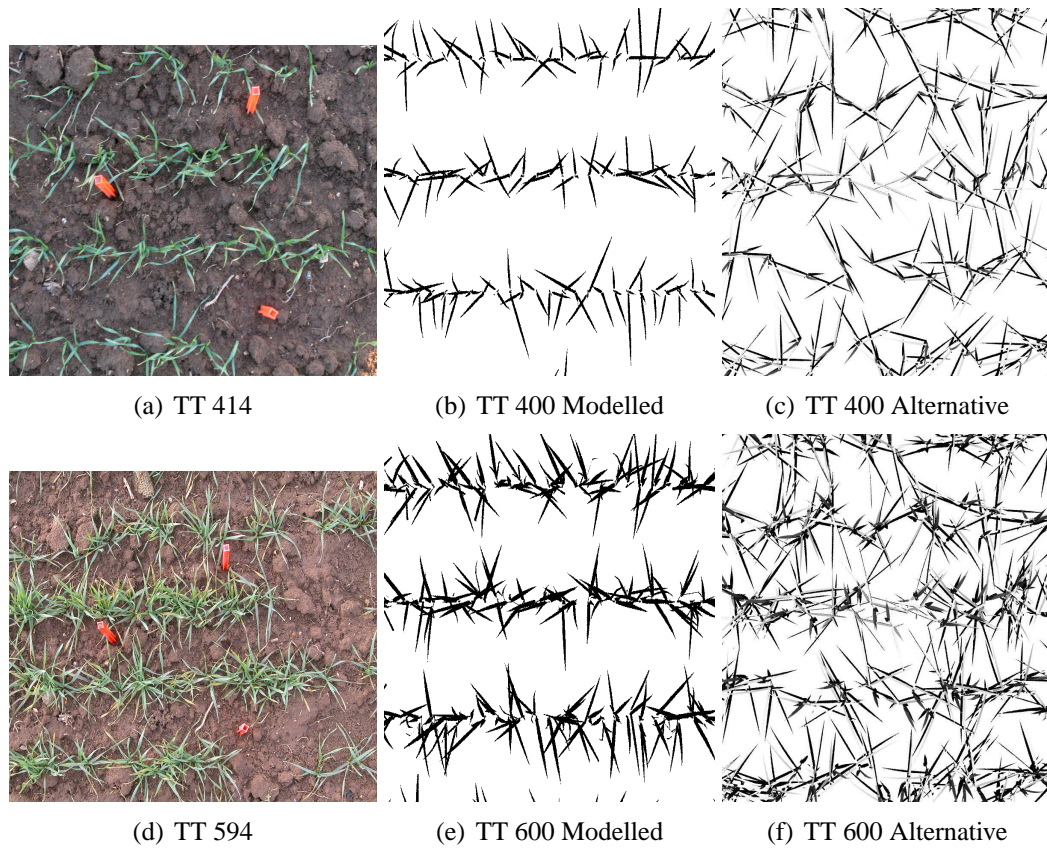 (a) TT 414
(b) TT 400 Modelled
(c) TT 400 Alternative
(d) TT 594
(e) TT 600 Modelled
(f) TT 600 Alternative